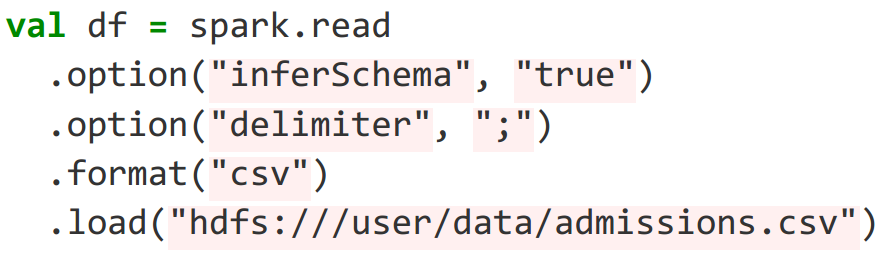 val df = spark.read
.option("inferSchema", "true")
.option("delimiter", ";")
.format("csv")
.load("hdfs:///user/data/admissions.csv")